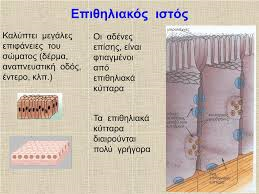 Επιθηλιακός ιστός
Καλύπτει μεγάλες
επιφάνειες του
σώματος (δέρμα,
αναπνευστική οδός,
έντερο, κλπ.)
Οι αδένες
επίσης, είναι
φτιαγμένοι
από
επιθηλιακά
κύτταρα
Τα επιθηλιακά
κύτταρα
διαιρούνται
πολύ γρήγορα